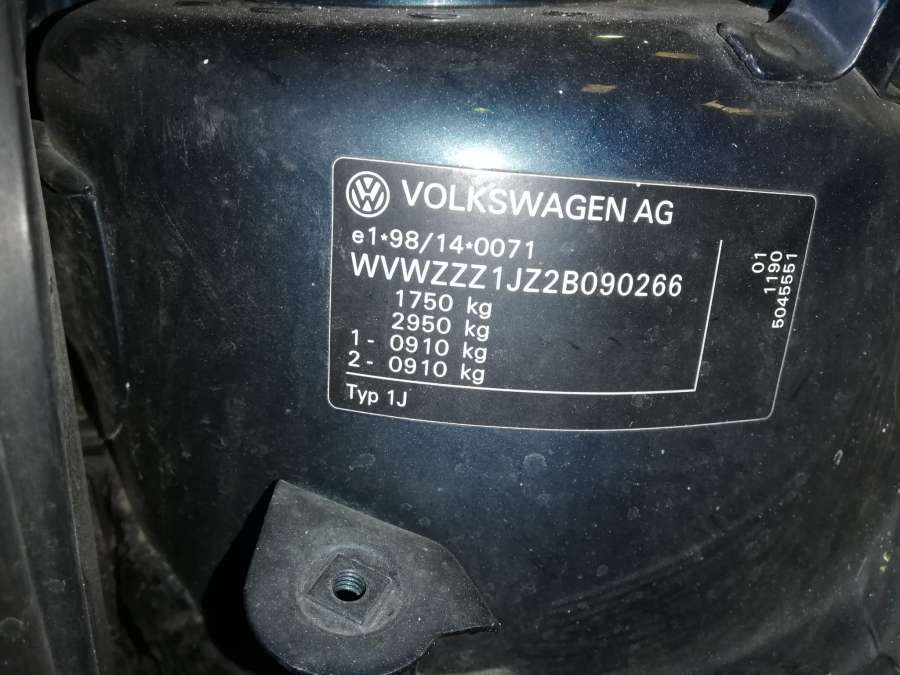 VOLKSWAGEN AG
e1*98/14*0071
WVWZZZ1JZ2B090266
1750 kg
2950 kg
1- 0910 kg
2- 0910 kg
Typ 1J
01
1190
5045551